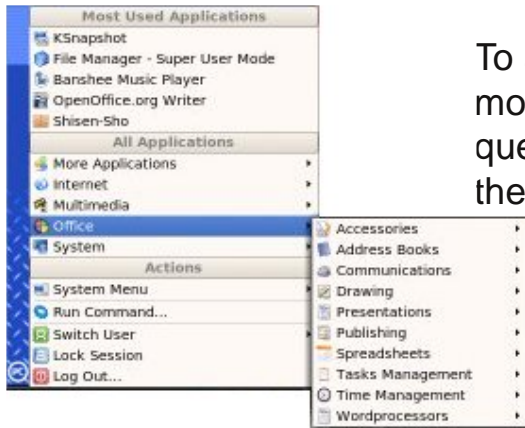 Most Used Applications
KSnapshot
File Manager - Super User Mode
Banshee Music Player
OpenOffice.org Writer
Shisen-Sho
All Applications
More Applications
Internet
Multimedia
Office
System
Actions
System Menu
Run Command...
Switch User
Lock Session
Log Out...
Accessories
Address Books
Communications
Drawing
Presentations
Publishing
Spreadsheets
Tasks Management
Time Management
Wordprocessors
To
mo
que
the